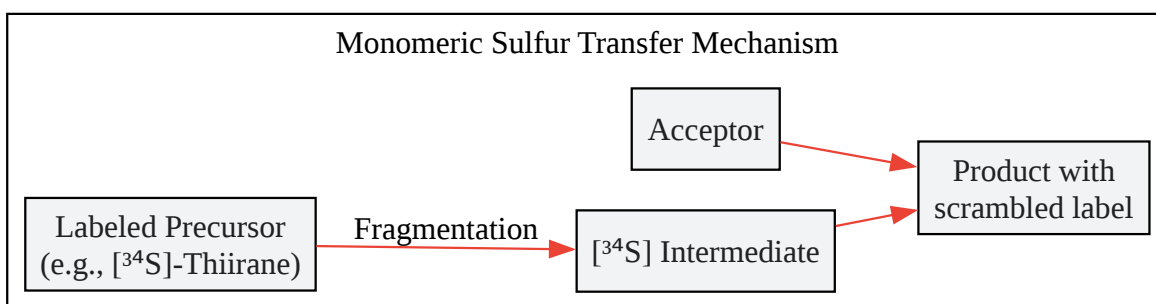 Monomeric Sulfur Transfer Mechanism
Acceptor
Product with
scrambled label
Labeled Precursor
(e.g., [³⁴S]-Thiirane)
Fragmentation
[³⁴S] Intermediate